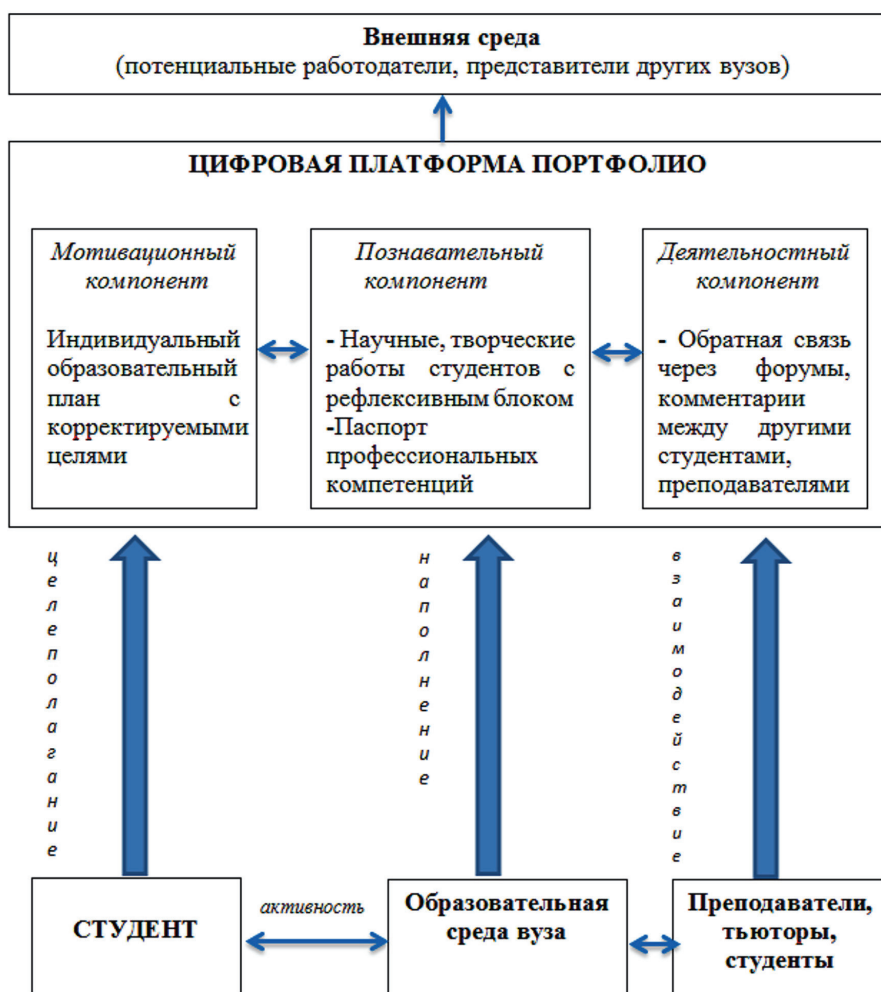 Внешняя среда
(потенциальные работодатели, представители других вузов)
ЦИФРОВАЯ ПЛАТФОРМА ПОРТФОЛИО
Мотивационный
компонент
Индивидуальный
образовательный
план с
корректируемыми
целями
Познавательный
компонент
- Научные, творческие
работы студентов с
рефлексивным блоком
-Паспорт
профессиональных
компетенций
Деятельностный
компонент
- Обратная связь
через форумы,
комментарии
между другими
студентами,
преподавателями
целеполагание
наполнение
взаимодействие
СТУДЕНТ
активность
Образовательная
среда вуза
Преподаватели,
тьюторы,
студенты